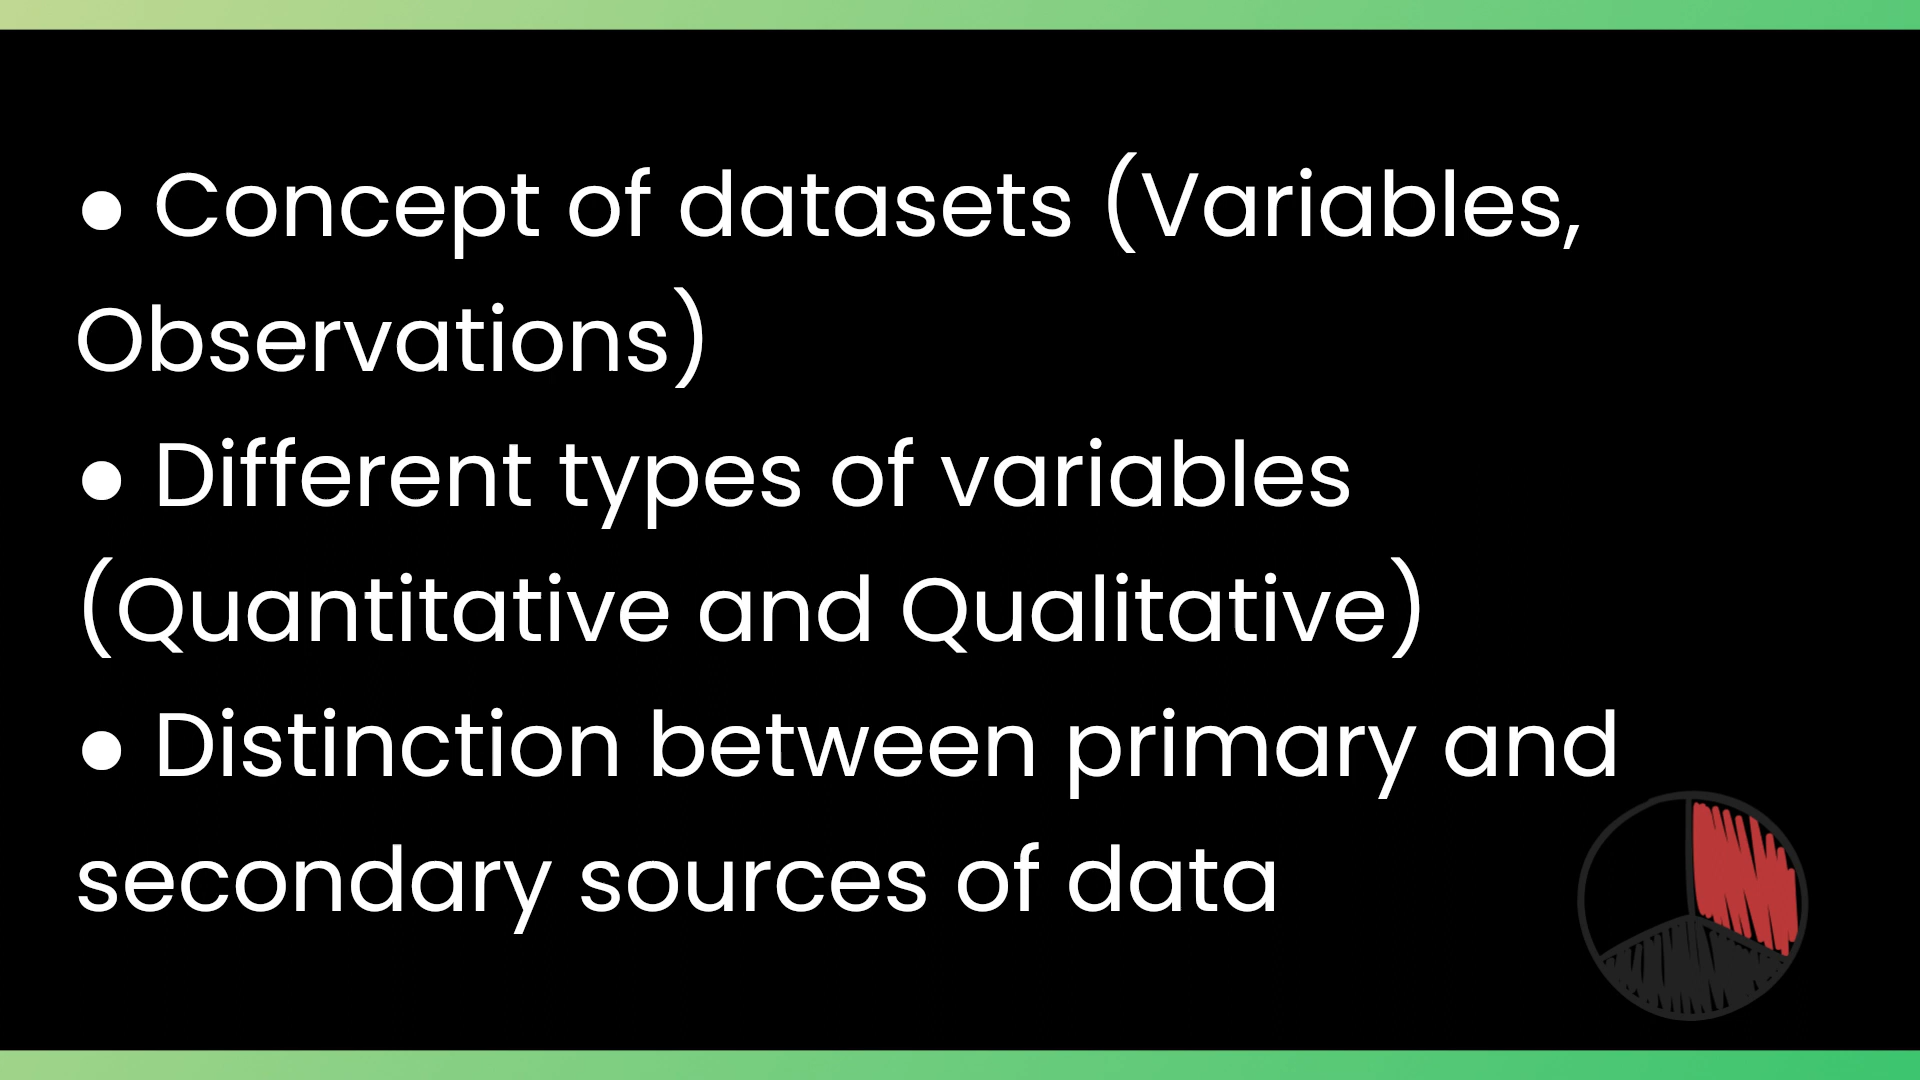 ● Concept of datasets (Variables,
Observations)
● Different types of variables
(Quantitative and Qualitative)
● Distinction between primary and
secondary sources of data